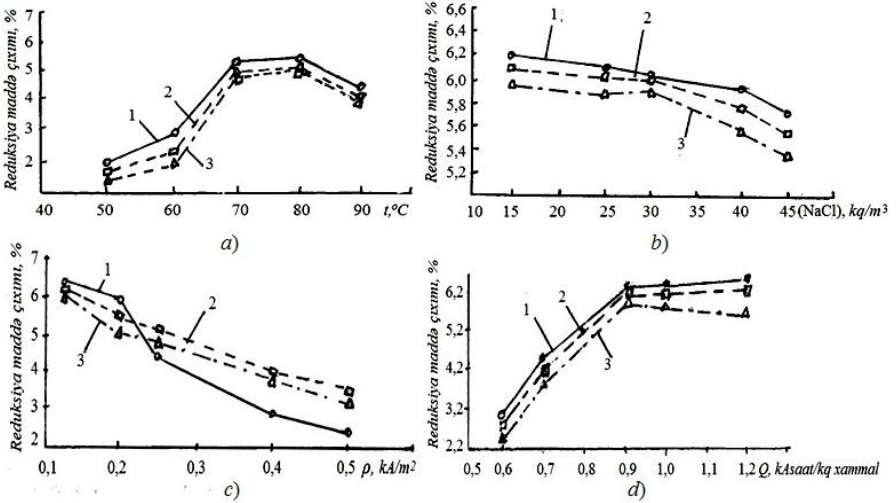 Reduksiya maddə çıxımı, %
7
6
5
4
3
2
1
2
3
40 50 60 70 80 90
t,ºC
a)
Reduksiya maddə çıxımı, %
6,6
6,2
6,0
5,8
5,6
5,4
5,2
1
2
3
10 15 20 25 30 35 40 45 (NaCl), kq/m³
b)
Reduksiya maddə çıxımı, %
7
6
5
4
3
2
1
2
3
0,1 0,2 0,3 0,4 0,5 ρ, kA/m²
c)
Reduksiya maddə çıxımı, %
6,2
5,2
4,2
3,2
2,2
1
2
3
0,5 0,6 0,7 0,8 0,9 1,0 1,1 1,2 Q, kAsaat/kq xammal
d)